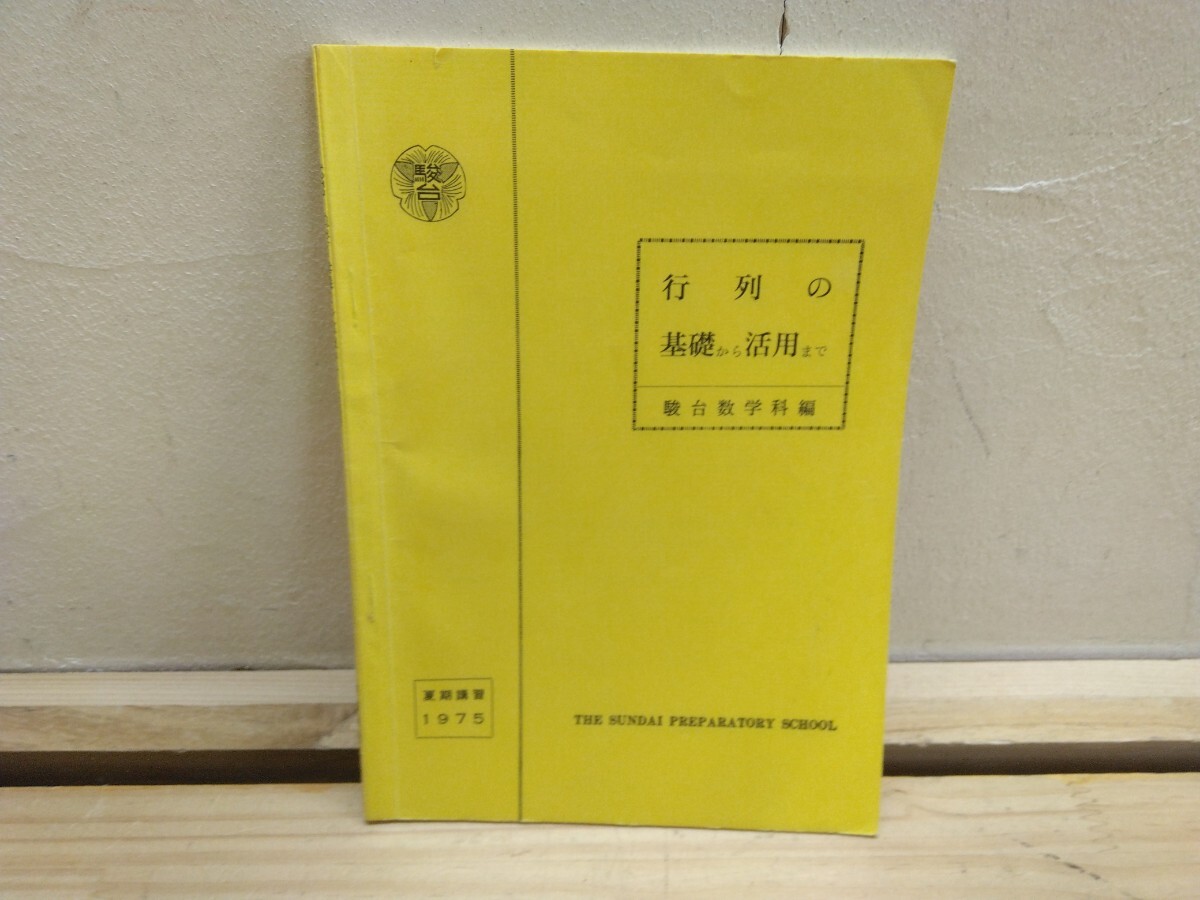 駿台
行列の
基礎から活用まで
駿台数学科編
夏期講習
1975
THE SUNDAI PREPARATORY SCHOOL